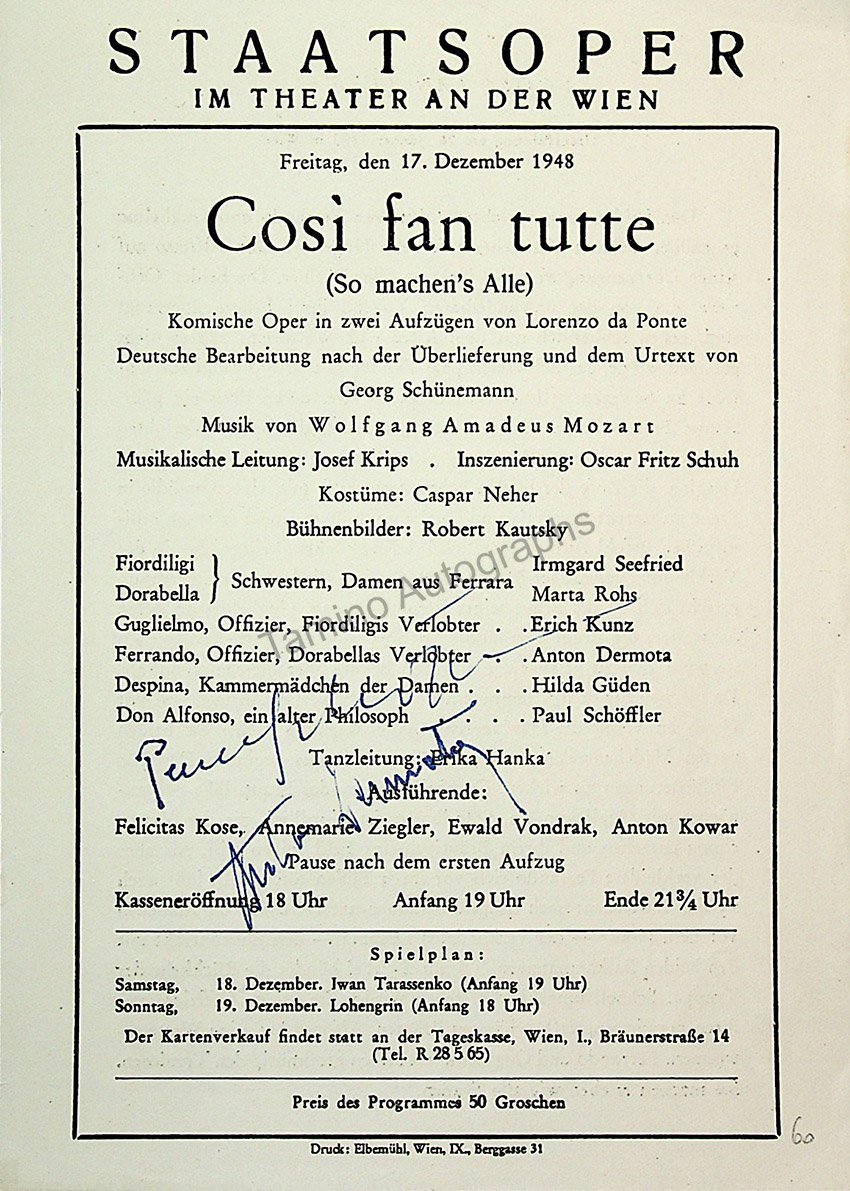 STAATSOPER
IM THEATER AN DER WIEN
Freitag, den 17. Dezember 1948
Così fan tutte
(So machen's Alle)
Komische Oper in zwei Aufzügen von Lorenzo da Ponte
Deutsche Bearbeitung nach der Überlieferung und dem Urtext von
Georg Schünemann
Musik von Wolfgang Amadeus Mozart
Musikalische Leitung: Josef Krips . Inszenierung: Oscar Fritz Schuh
Kostüme: Caspar Neher
Bühnenbilder: Robert Kautsky
Fiordiligi
Dorabella } Schwestern, Damen aus Ferrara
Irmgard Seefried
Marta Rohs
Guglielmo, Offizier, Fiordiligis Verlobter . . Erich Kunz
Ferrando, Offizier, Dorabellas Verlobter . . Anton Dermota
Despina, Kammermädchen der Damen . . . Hilda Güden
Don Alfonso, ein alter Philosoph . . . . Paul Schöffler
Tamino Autographs
Paul Schöffler
Tanzleitung: Erika Hanka
Anton Dermota
Ausführende:
Felicitas Kose, Annemarie Ziegler, Ewald Vondrak, Anton Kowar
Pause nach dem ersten Aufzug
Kasseneröffnung 18 Uhr Anfang 19 Uhr Ende 21¾ Uhr
Spielplan:
Samstag, 18. Dezember. Iwan Tarassenko (Anfang 19 Uhr)
Sonntag, 19. Dezember. Lohengrin (Anfang 18 Uhr)
Der Kartenverkauf findet statt an der Tageskasse, Wien, I., Bräunerstraße 14
(Tel. R 28 5 65)
Preis des Programmes 50 Groschen
Druck: Elbemühl, Wien, IX., Berggasse 31
60